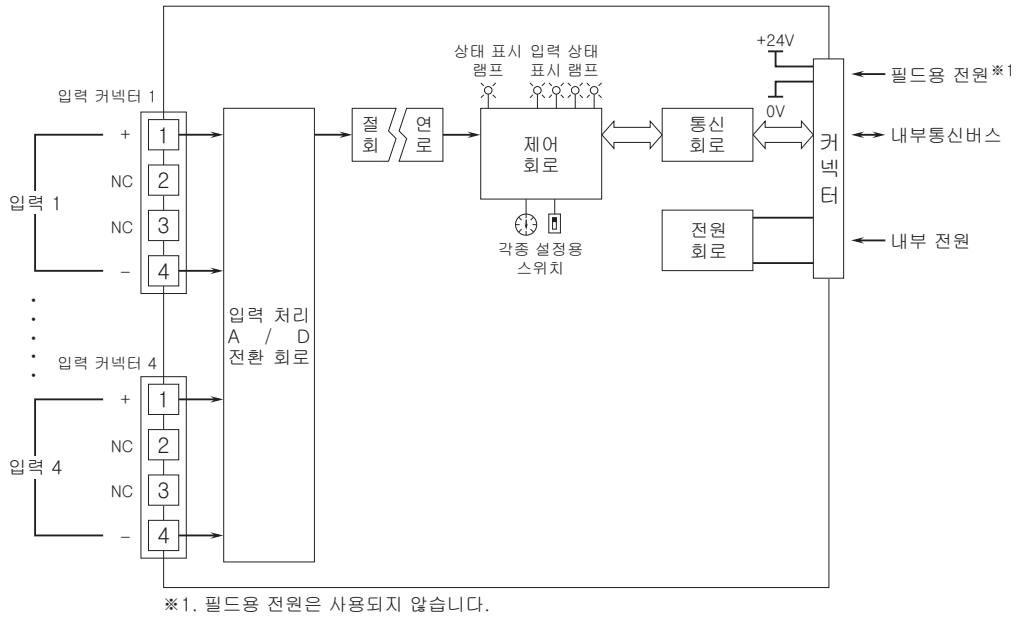 +24V
상태 표시 입력 상태
램프 표시 램프
필드용 전원※1
입력 커넥터 1
0V
+
1
절 연
회 로
제어
회로
통신
회로
커
넥
터
내부통신버스
NC
2
입력 1
NC
3
전원
회로
내부 전원
각종 설정용
스위치
−
4
입력 처리
A / D
전환 회로
입력 커넥터 4
+
1
NC
2
입력 4
NC
3
−
4
※1. 필드용 전원은 사용되지 않습니다.